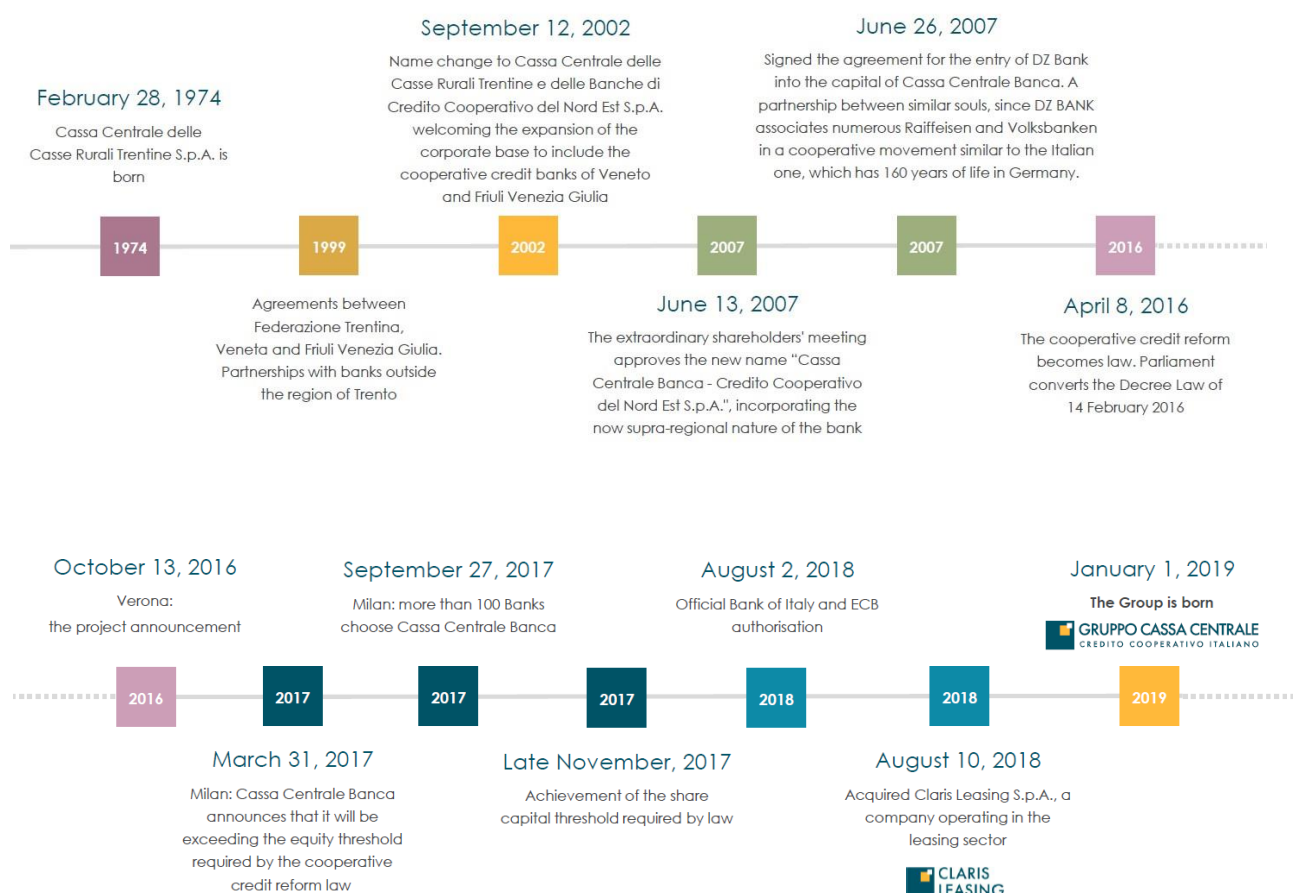 February 28, 1974
Cassa Centrale delle
Casse Rurali Trentine S.p.A. is
born
1974
1999
Agreements between
Federazione Trentina,
Veneta and Friuli Venezia Giulia.
Partnerships with banks outside
the region of Trento
September 12, 2002
Name change to Cassa Centrale delle
Casse Rurali Trentine e delle Banche di
Credito Cooperativo del Nord Est S.p.A.
welcoming the expansion of the
corporate base to include the
cooperative credit banks of Veneto
and Friuli Venezia Giulia
2002
2007
June 13, 2007
The extraordinary shareholders' meeting
approves the new name "Cassa
Centrale Banca - Credito Cooperativo
del Nord Est S.p.A.", incorporating the
now supra-regional nature of the bank
June 26, 2007
Signed the agreement for the entry of DZ Bank
into the capital of Cassa Centrale Banca. A
partnership between similar souls, since DZ BANK
associates numerous Raiffeisen and Volksbanken
in a cooperative movement similar to the Italian
one, which has 160 years of life in Germany.
2007
2016
April 8, 2016
The cooperative credit reform
becomes law. Parliament
converts the Decree Law of
14 February 2016
October 13, 2016
Verona:
the project announcement
2016
2017
March 31, 2017
Milan: Cassa Centrale Banca
announces that it will be
exceeding the equity threshold
required by the cooperative
credit reform law
September 27, 2017
Milan: more than 100 Banks
choose Cassa Centrale Banca
2017
2017
Late November, 2017
Achievement of the share
capital threshold required by law
August 2, 2018
Official Bank of Italy and ECB
authorisation
2018
2018
August 10, 2018
Acquired Claris Leasing S.p.A., a
company operating in the
leasing sector
CLARIS
LEASING
January 1, 2019
The Group is born
GRUPPO CASSA CENTRALE
CREDITO COOPERATIVO ITALIANO
2019